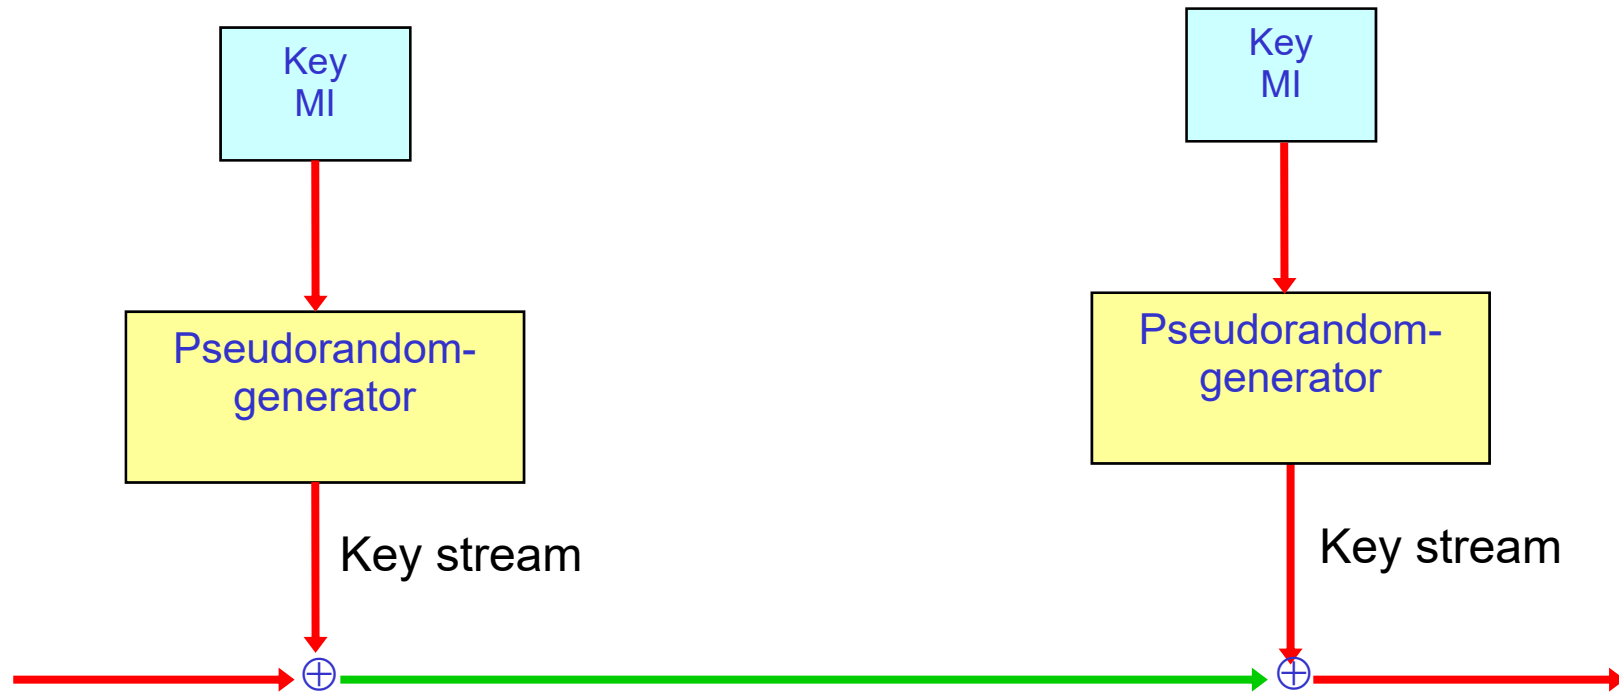 Key
MI
Key
MI
Pseudorandom-
generator
Pseudorandom-
generator
Key stream
Key stream